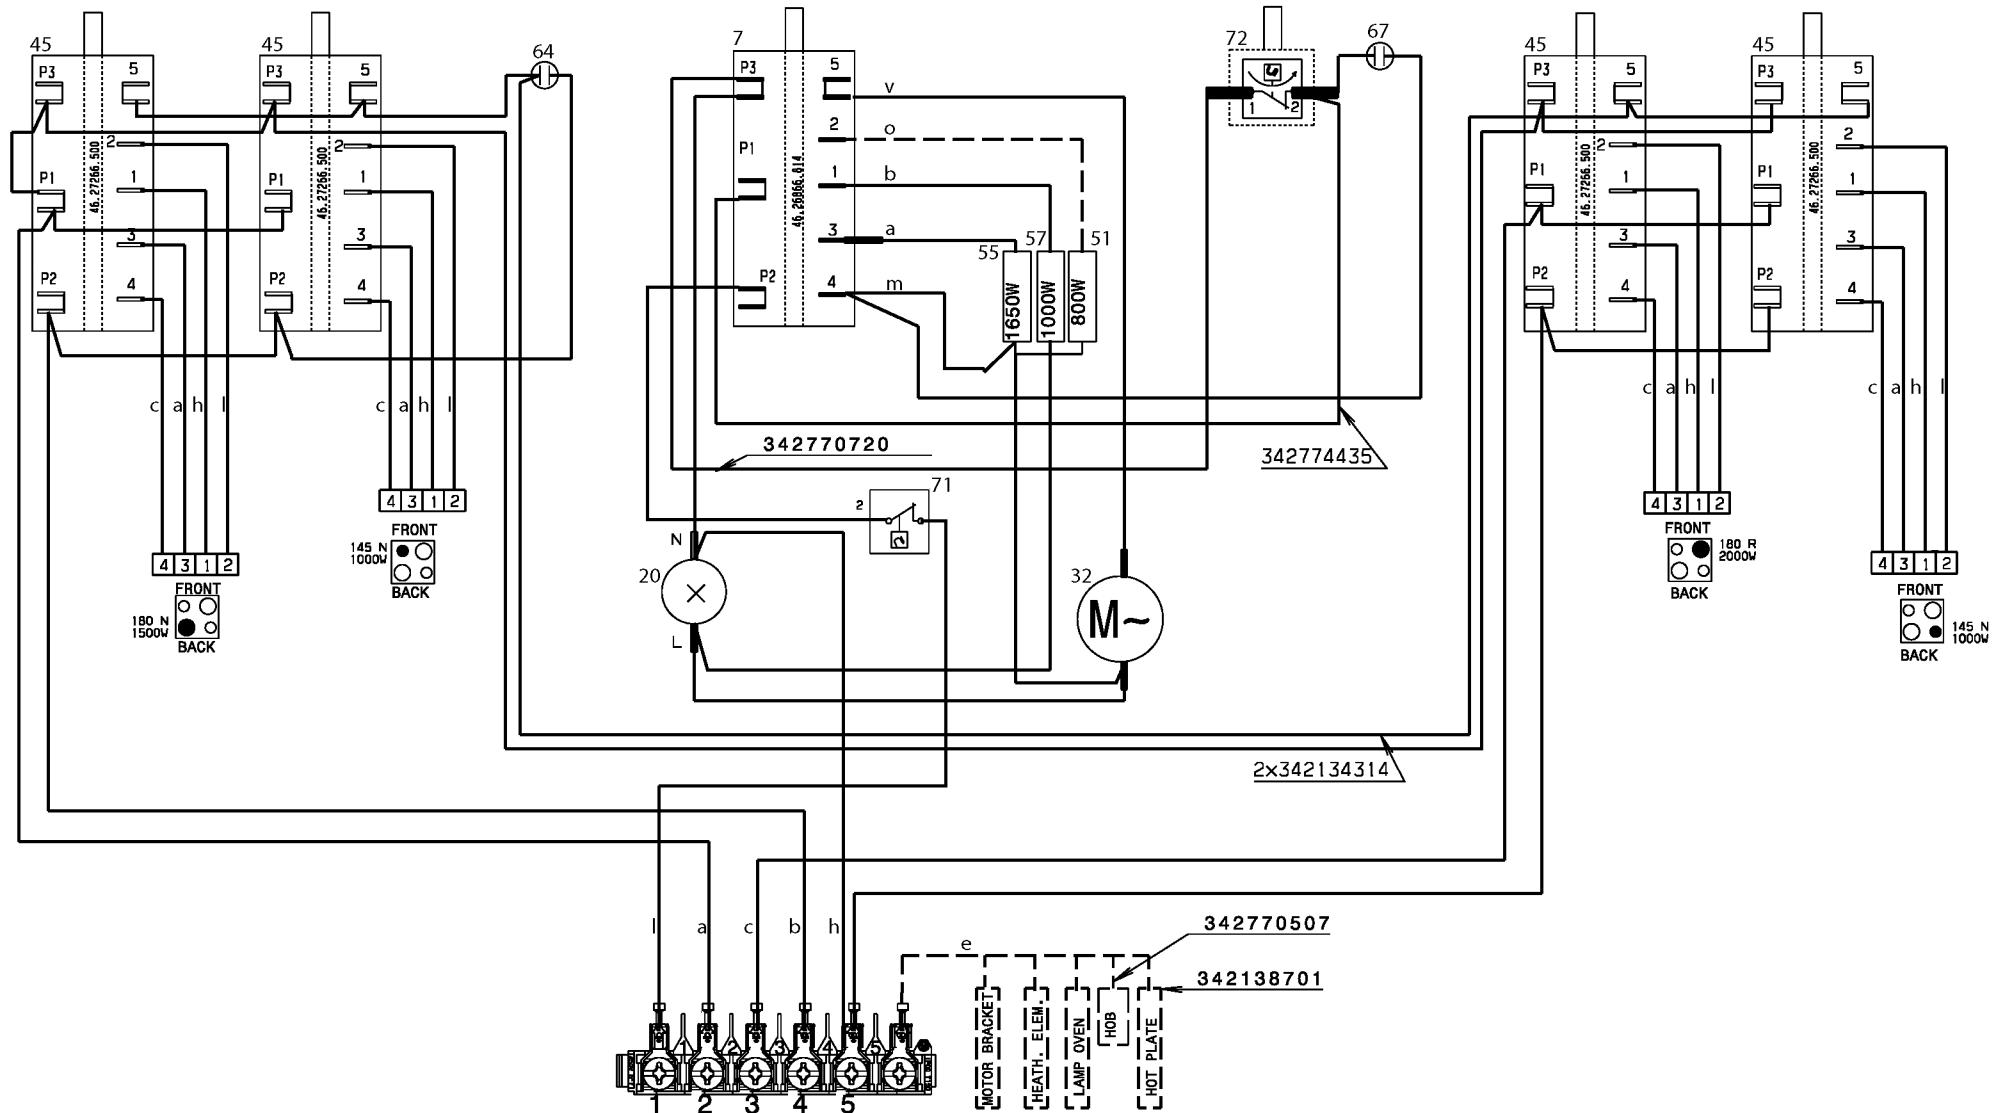 45
P3
5
46.27266.500
2
P1
1
3
P2
4
c a h l
4 3 1 2
FRONT
180 N
1500W
BACK
45
P3
5
46.27266.500
2
P1
1
3
P2
4
c a h l
4 3 1 2
FRONT
145 N
1000W
BACK
64
7
P3
5
v
2
o
P1
46.26866.814
1
b
3
a
P2
4
m
55
57
51
1650W
1000W
800W
72
1
2
67
342770720
342774435
71
2
N
20
L
32
M~
2x342134314
45
P3
5
46.27266.500
2
P1
1
3
P2
4
c a h l
4 3 1 2
FRONT
180 R
2000W
BACK
45
P3
5
46.27266.500
2
P1
1
3
P2
4
c a h l
4 3 1 2
FRONT
145 N
1000W
BACK
l a c b h
e
342770507
342138701
MOTOR BRACKET
HEATH. ELEM.
LAMP OVEN
HOB
HOT PLATE
1 2 3 4 5
1 2 3 4 5